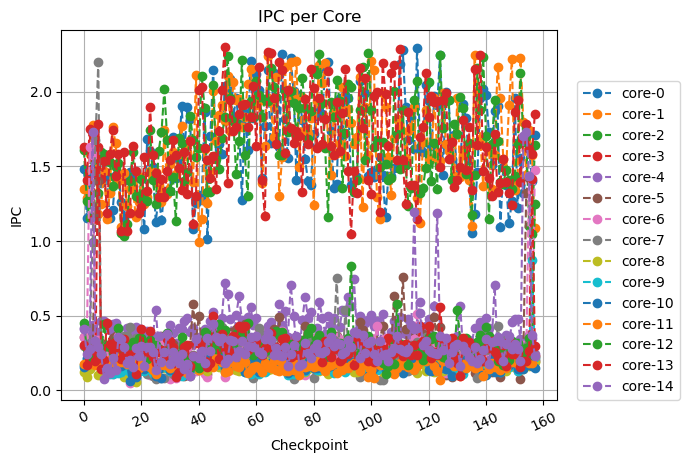 IPC per Core
IPC
2.0
1.5
1.0
0.5
0.0
0
20
40
60
80
100
120
140
160
Checkpoint
core-0
core-1
core-2
core-3
core-4
core-5
core-6
core-7
core-8
core-9
core-10
core-11
core-12
core-13
core-14